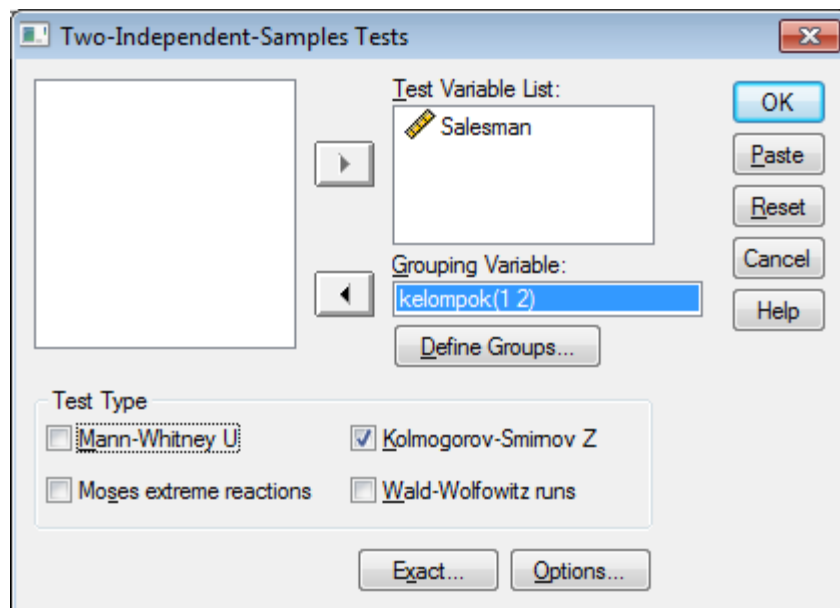 Two-Independent-Samples Tests
Test Variable List:
Salesman
Grouping Variable:
kelompok(1 2)
Define Groups...
OK
Paste
Reset
Cancel
Help
Test Type
Mann-Whitney U
Kolmogorov-Smirnov Z
Moses extreme reactions
Wald-Wolfowitz runs
Exact...
Options...